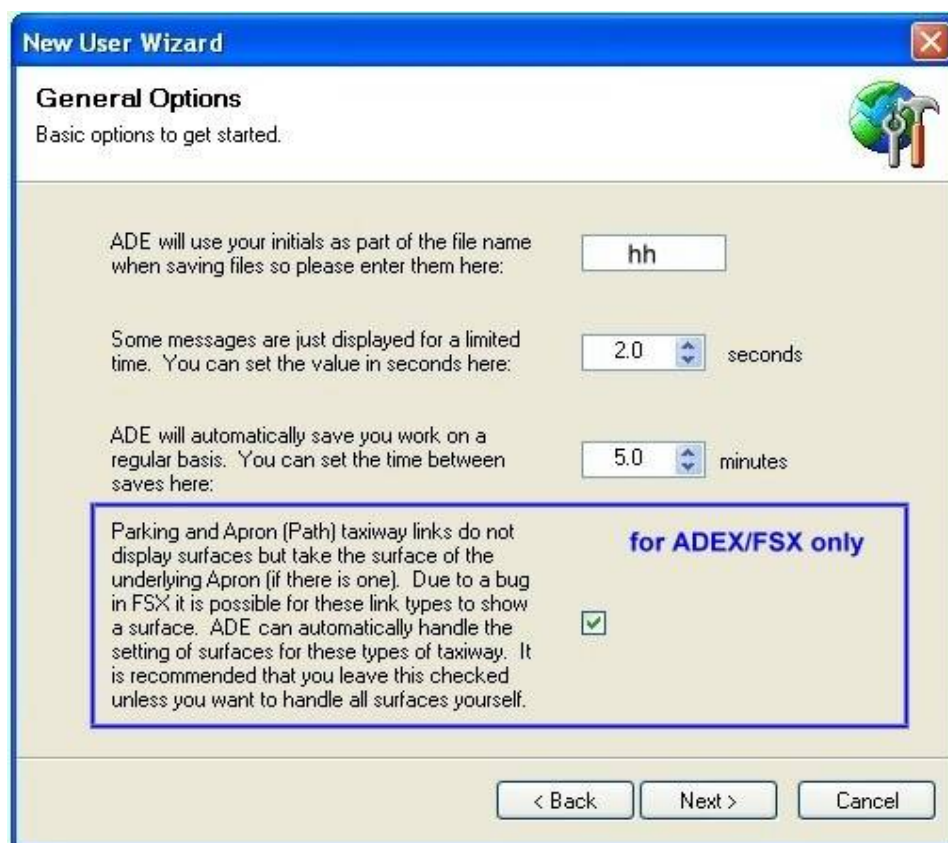 New User Wizard
General Options
Basic options to get started.
ADE will use your initials as part of the file name
when saving files so please enter them here:
hh
Some messages are just displayed for a limited
time. You can set the value in seconds here:
2.0 seconds
ADE will automatically save you work on a
regular basis. You can set the time between
saves here:
5.0 minutes
Parking and Apron (Path) taxiway links do not
display surfaces but take the surface of the
underlying Apron (if there is one). Due to a bug
in FSX it is possible for these link types to show
a surface. ADE can automatically handle the
setting of surfaces for these types of taxiway. It
is recommended that you leave this checked
unless you want to handle all surfaces yourself.
for ADEX/FSX only
< Back Next > Cancel